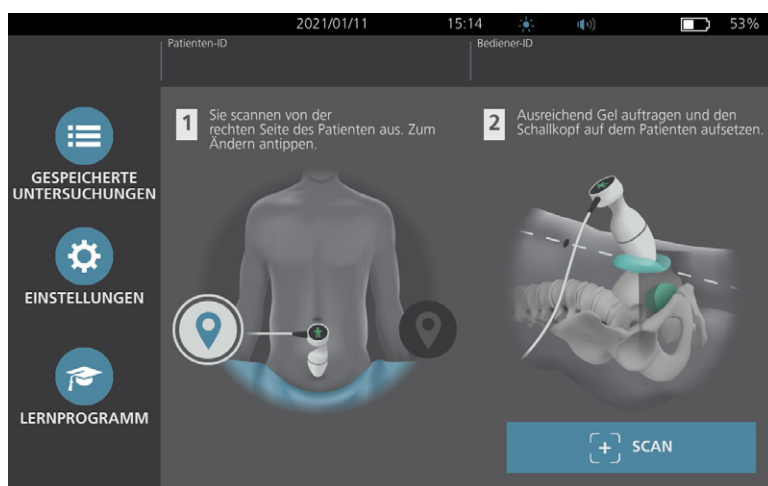 2021/01/11 15:14 53%
Patienten-ID Bediener-ID
1 Sie scannen von der
rechten Seite des Patienten aus. Zum
Ändern antippen.
2 Ausreichend Gel auftragen und den
Schallkopf auf dem Patienten aufsetzen.
GESPEICHERTE
UNTERSUCHUNGEN
EINSTELLUNGEN
LERNPROGRAMM
SCAN